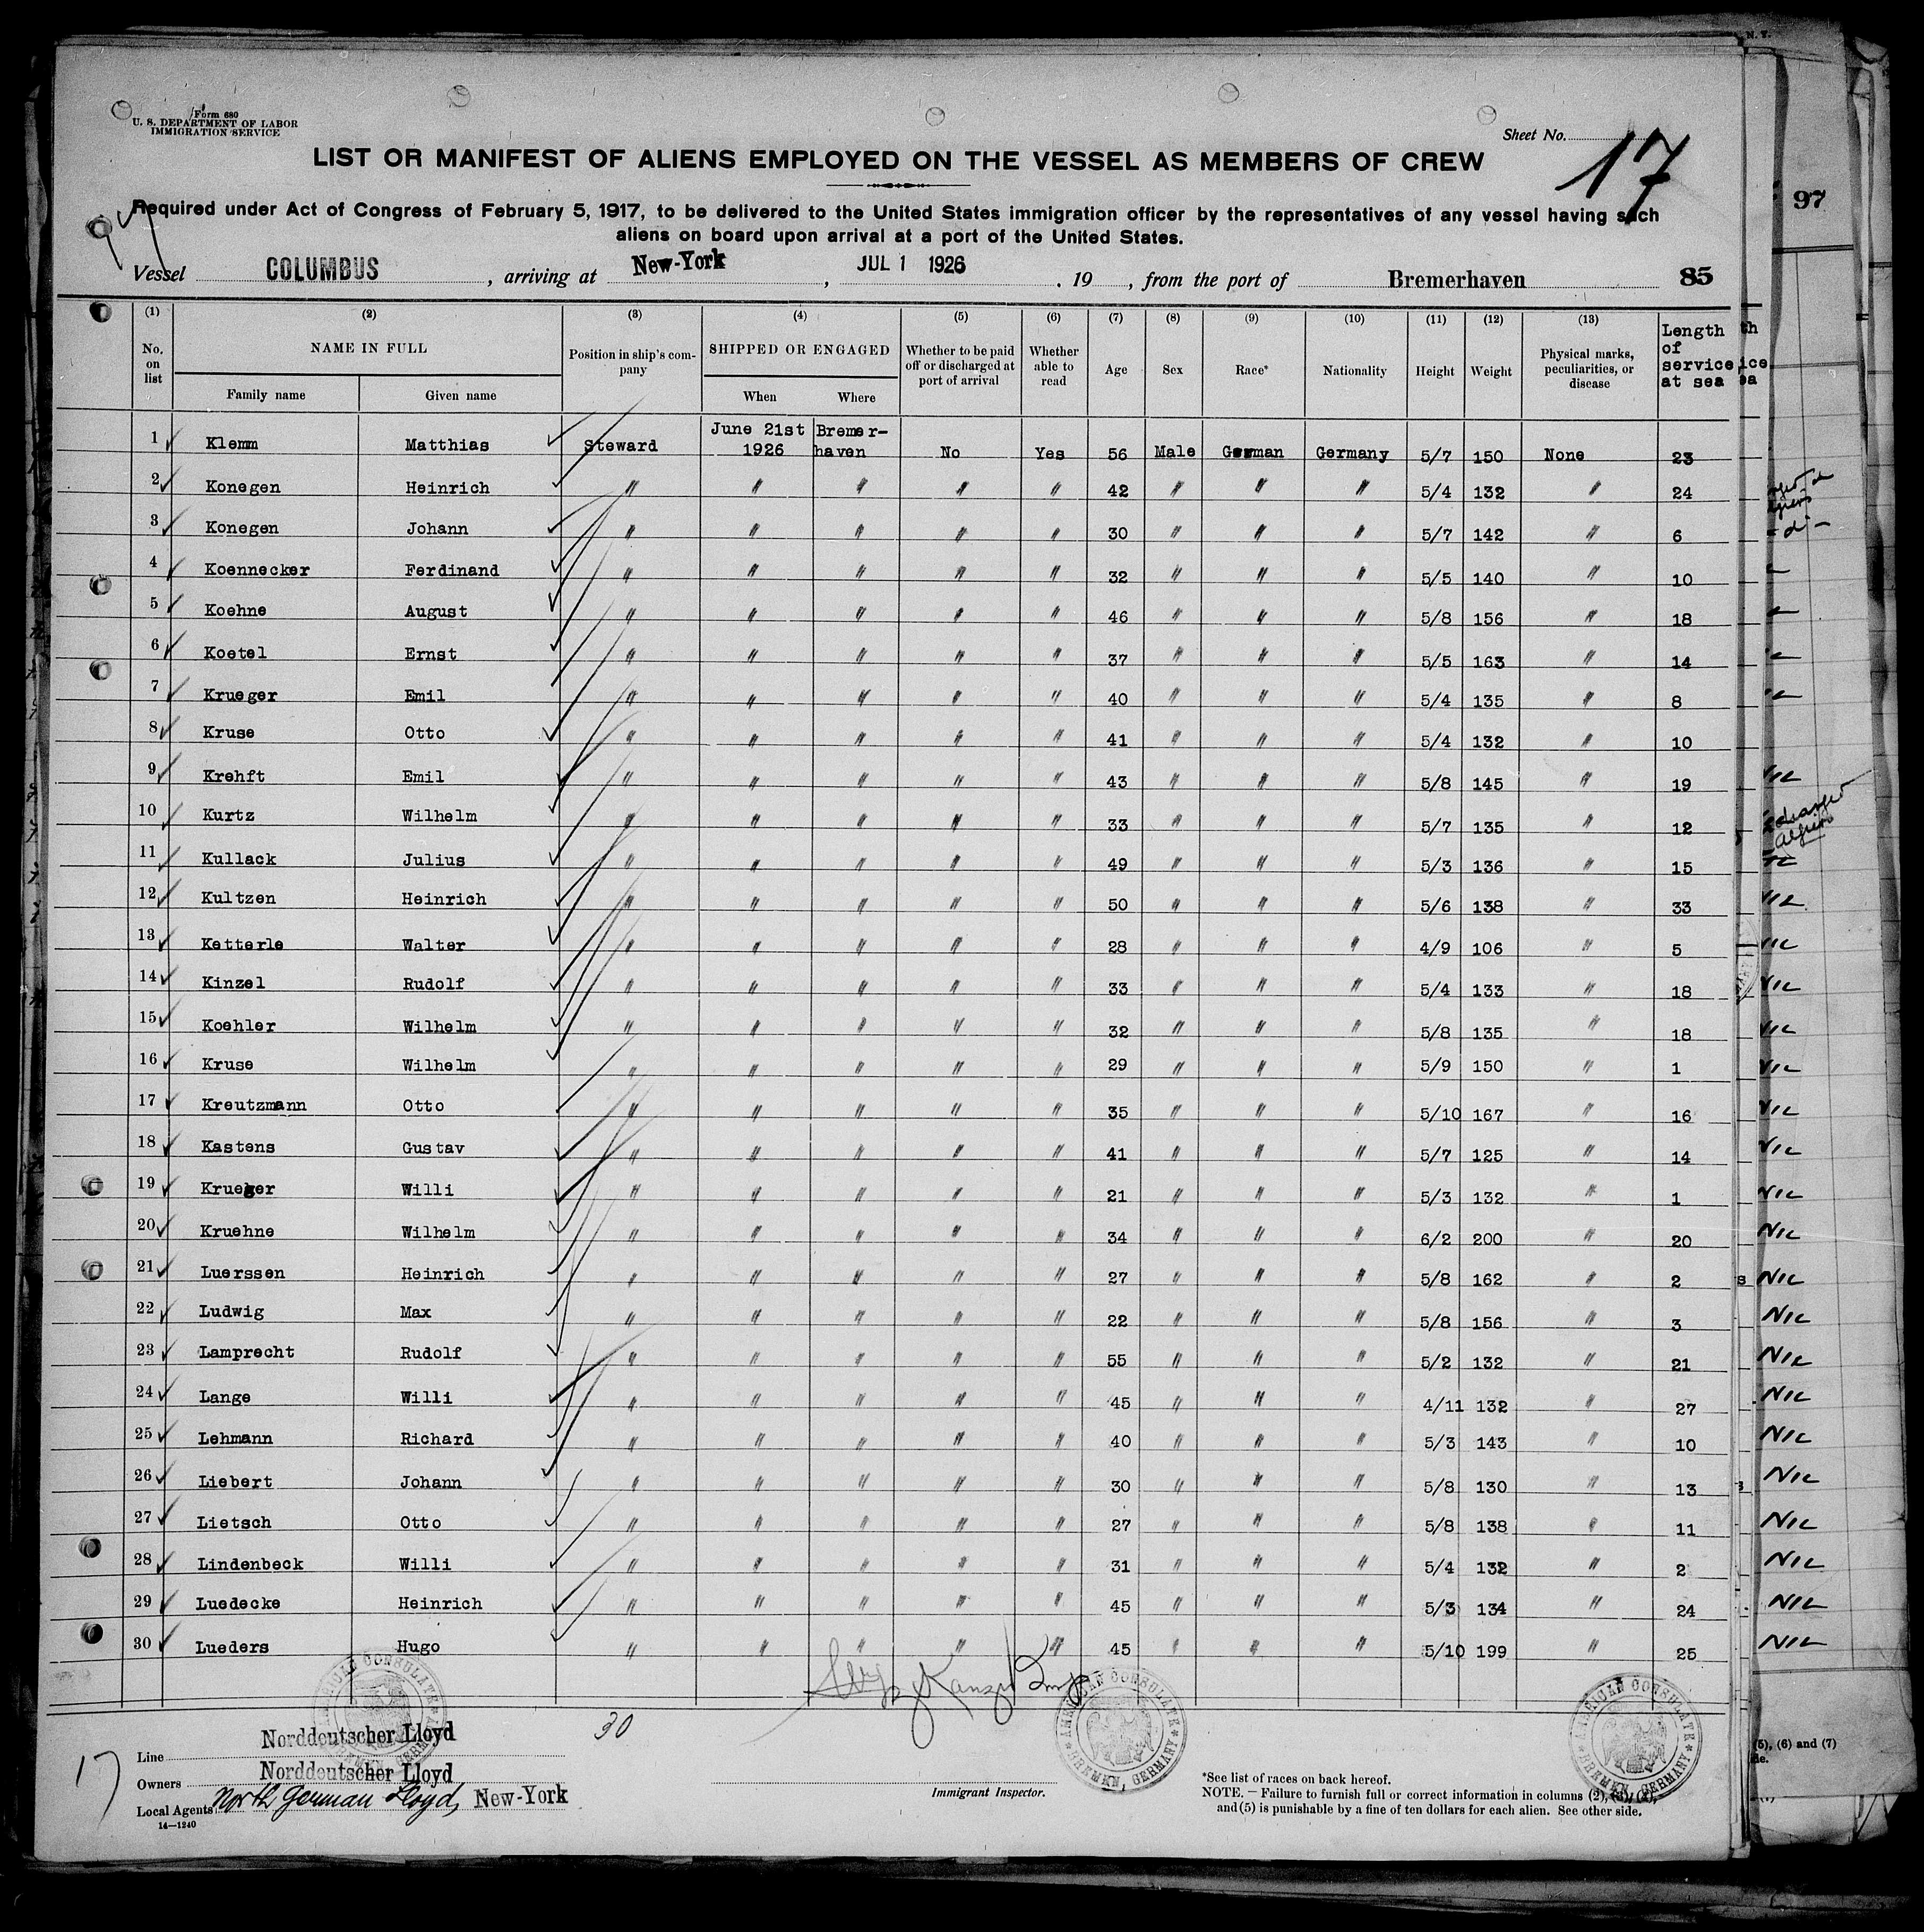 Form 680
U. S. DEPARTMENT OF LABOR
IMMIGRATION SERVICE
Sheet No. 17
LIST OR MANIFEST OF ALIENS EMPLOYED ON THE VESSEL AS MEMBERS OF CREW
Required under Act of Congress of February 5, 1917, to be delivered to the United States immigration officer by the representatives of any vessel having such
aliens on board upon arrival at a port of the United States.
Vessel COLUMBUS, arriving at New-York, JUL 1 1926. 19, from the port of Bremerhaven 85
(1) (2) (3) (4) (5) (6) (7) (8) (9) (10) (11) (12) (13)
No. on list NAME IN FULL Family name Given name Position in ship's company SHIPPED OR ENGAGED When Where Whether to be paid off or discharged at port of arrival Whether able to read Age Sex Race* Nationality Height Weight Physical marks, peculiarities, or disease Length of service at sea
1 Klemm Matthias Steward June 21st 1926 Bremerhaven No Yes 56 Male German Germany 5/7 150 None 23
2 Konegen Heinrich " " " " " 42 " " " 5/4 132 " 24
3 Konegen Johann " " " " " 30 " " " 5/7 142 " 6
4 Koennecker Ferdinand " " " " " 32 " " " 5/5 140 " 10
5 Koehne August " " " " " 46 " " " 5/8 156 " 18
6 Koetel Ernst " " " " " 37 " " " 5/5 163 " 14
7 Krueger Emil " " " " " 40 " " " 5/4 135 " 8
8 Kruse Otto " " " " " 41 " " " 5/4 132 " 10
9 Krehft Emil " " " " " 43 " " " 5/8 145 " 19
10 Kurtz Wilhelm " " " " " 33 " " " 5/7 135 " 12
11 Kullack Julius " " " " " 49 " " " 5/3 136 " 15
12 Kultzen Heinrich " " " " " 50 " " " 5/6 138 " 33
13 Ketterle Walter " " " " " 28 " " " 4/9 106 " 5
14 Kinzel Rudolf " " " " " 33 " " " 5/4 133 " 18
15 Koehler Wilhelm " " " " " 32 " " " 5/8 135 " 18
16 Kruse Wilhelm " " " " " 29 " " " 5/9 150 " 1
17 Kreutzmann Otto " " " " " 35 " " " 5/10 167 " 16
18 Kastens Gustav " " " " " 41 " " " 5/7 125 " 14
19 Krueger Willi " " " " " 21 " " " 5/3 132 " 1
20 Kruehne Wilhelm " " " " " 34 " " " 6/2 200 " 20
21 Luerssen Heinrich " " " " " 27 " " " 5/8 162 " 2
22 Ludwig Max " " " " " 22 " " " 5/8 156 " 3
23 Lamprecht Rudolf " " " " " 55 " " " 5/2 132 " 21
24 Lange Willi " " " " " 45 " " " 4/11 132 " 27
25 Lehmann Richard " " " " " 40 " " " 5/3 143 " 10
26 Liebert Johann " " " " " 30 " " " 5/8 130 " 13
27 Lietsch Otto " " " " " 27 " " " 5/8 138 " 11
28 Lindenbeck Willi " " " " " 31 " " " 5/4 132 " 2
29 Luedecke Heinrich " " " " " 45 " " " 5/3 134 " 24
30 Lueders Hugo " " " " " 45 " " " 5/10 199 " 25
30
17
Line Norddeutscher Lloyd
Owners Norddeutscher Lloyd
Local Agents North German Lloyd, New-York
14—1240
Immigrant Inspector.
AMERICAN CONSULATE
BREMEN, GERMANY
*See list of races on back hereof.
NOTE.—Failure to furnish full or correct information in columns (2), (3), (4),
and (5) is punishable by a fine of ten dollars for each alien. See other side.
AMERICAN CONSULATE
BREMEN, GERMANY
97
NIL
NIL
NIL
NIL
NIL
NIL
NIL
NIL
NIL
NIL
NIL
(5), (6) and (7)